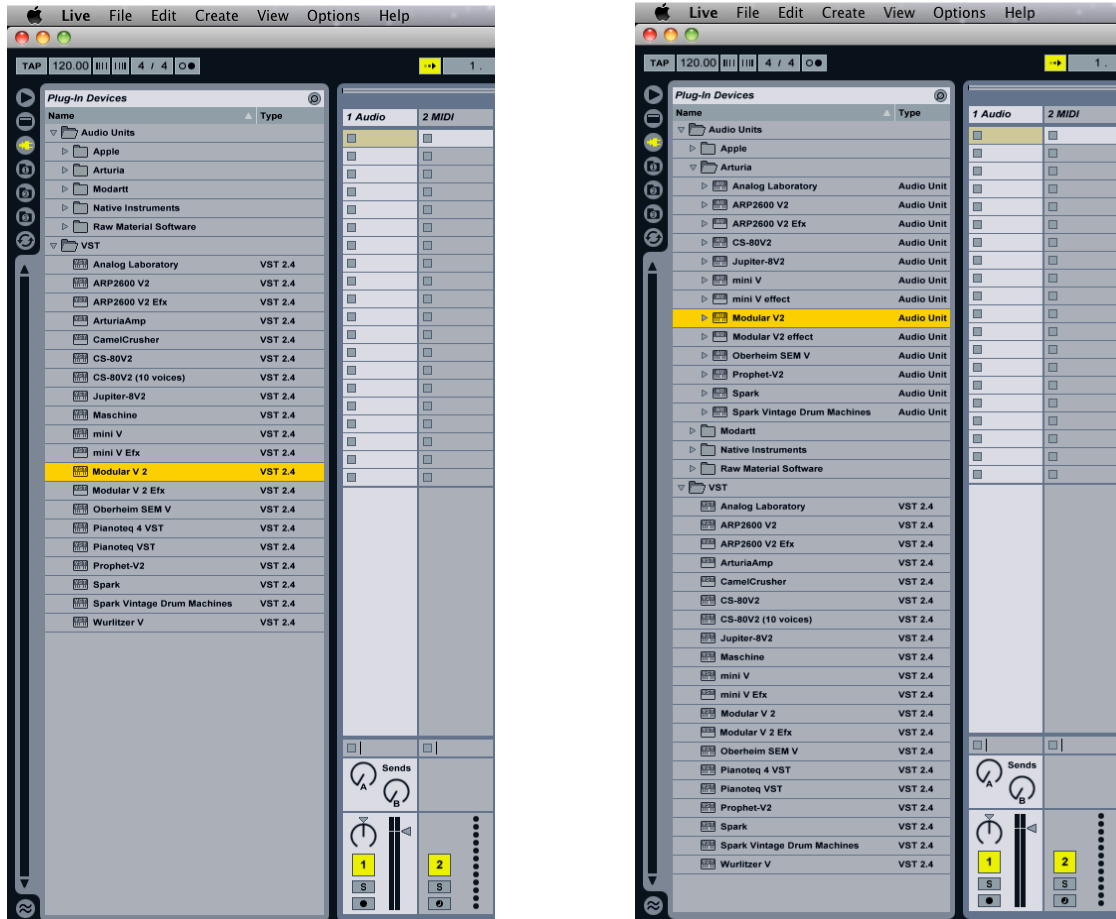 Live File Edit Create View Options Help
TAP 120.00 4 / 4 1 .
Plug-In Devices
Name Type
Audio Units
Apple
Arturia
Modartt
Native Instruments
Raw Material Software
VST
Analog Laboratory VST 2.4
ARP2600 V2 VST 2.4
ARP2600 V2 Efx VST 2.4
ArturiaAmp VST 2.4
CamelCrusher VST 2.4
CS-80V2 VST 2.4
CS-80V2 (10 voices) VST 2.4
Jupiter-8V2 VST 2.4
Maschine VST 2.4
mini V VST 2.4
mini V Efx VST 2.4
Modular V 2 VST 2.4
Modular V 2 Efx VST 2.4
Oberheim SEM V VST 2.4
Pianoteq 4 VST VST 2.4
Pianoteq VST VST 2.4
Prophet-V2 VST 2.4
Spark VST 2.4
Spark Vintage Drum Machines VST 2.4
Wurlitzer V VST 2.4
1 Audio 2 MIDI
Sends
A
B
1 2
S S
Live File Edit Create View Options Help
TAP 120.00 4 / 4 1 .
Plug-In Devices
Name Type
Audio Units
Apple
Arturia
Analog Laboratory Audio Unit
ARP2600 V2 Audio Unit
ARP2600 V2 Efx Audio Unit
CS-80V2 Audio Unit
Jupiter-8V2 Audio Unit
mini V Audio Unit
mini V effect Audio Unit
Modular V2 Audio Unit
Modular V2 effect Audio Unit
Oberheim SEM V Audio Unit
Prophet-V2 Audio Unit
Spark Audio Unit
Spark Vintage Drum Machines Audio Unit
Modartt
Native Instruments
Raw Material Software
VST
Analog Laboratory VST 2.4
ARP2600 V2 VST 2.4
ARP2600 V2 Efx VST 2.4
ArturiaAmp VST 2.4
CamelCrusher VST 2.4
CS-80V2 VST 2.4
CS-80V2 (10 voices) VST 2.4
Jupiter-8V2 VST 2.4
Maschine VST 2.4
mini V VST 2.4
mini V Efx VST 2.4
Modular V 2 VST 2.4
Modular V 2 Efx VST 2.4
Oberheim SEM V VST 2.4
Pianoteq 4 VST VST 2.4
Pianoteq VST VST 2.4
Prophet-V2 VST 2.4
Spark VST 2.4
Spark Vintage Drum Machines VST 2.4
Wurlitzer V VST 2.4
1 Audio 2 MIDI
Sends
A
B
1 2
S S